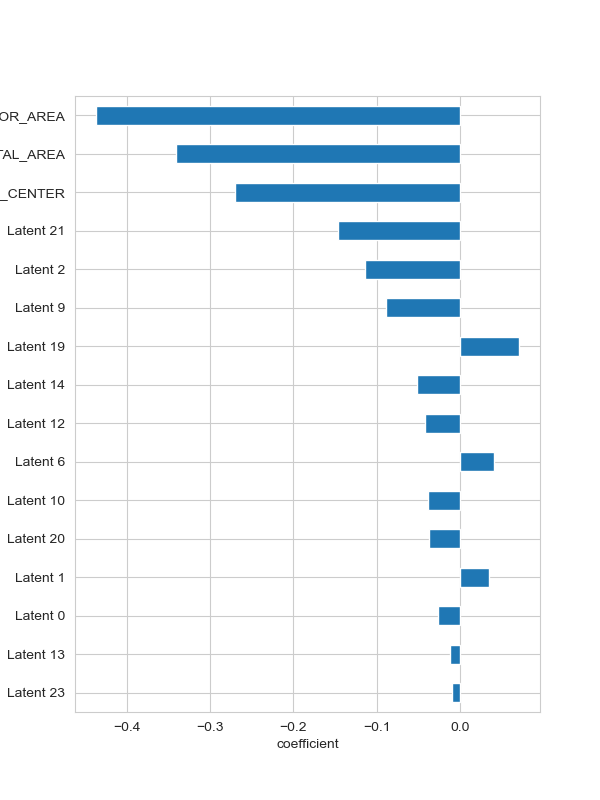 OR_AREA
TAL_AREA
_CENTER
Latent 21
Latent 2
Latent 9
Latent 19
Latent 14
Latent 12
Latent 6
Latent 10
Latent 20
Latent 1
Latent 0
Latent 13
Latent 23
−0.4 −0.3 −0.2 −0.1 0.0
coefficient